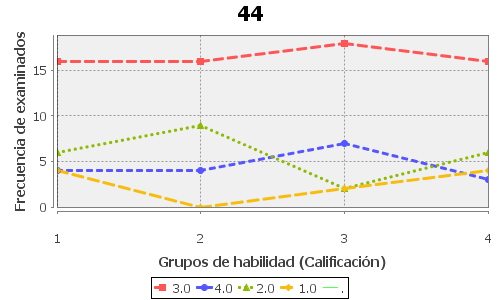 44
Frecuencia de examinados
15
10
5
0
1 2 3 4
Grupos de habilidad (Calificación)
3.0 4.0 2.0 1.0 .